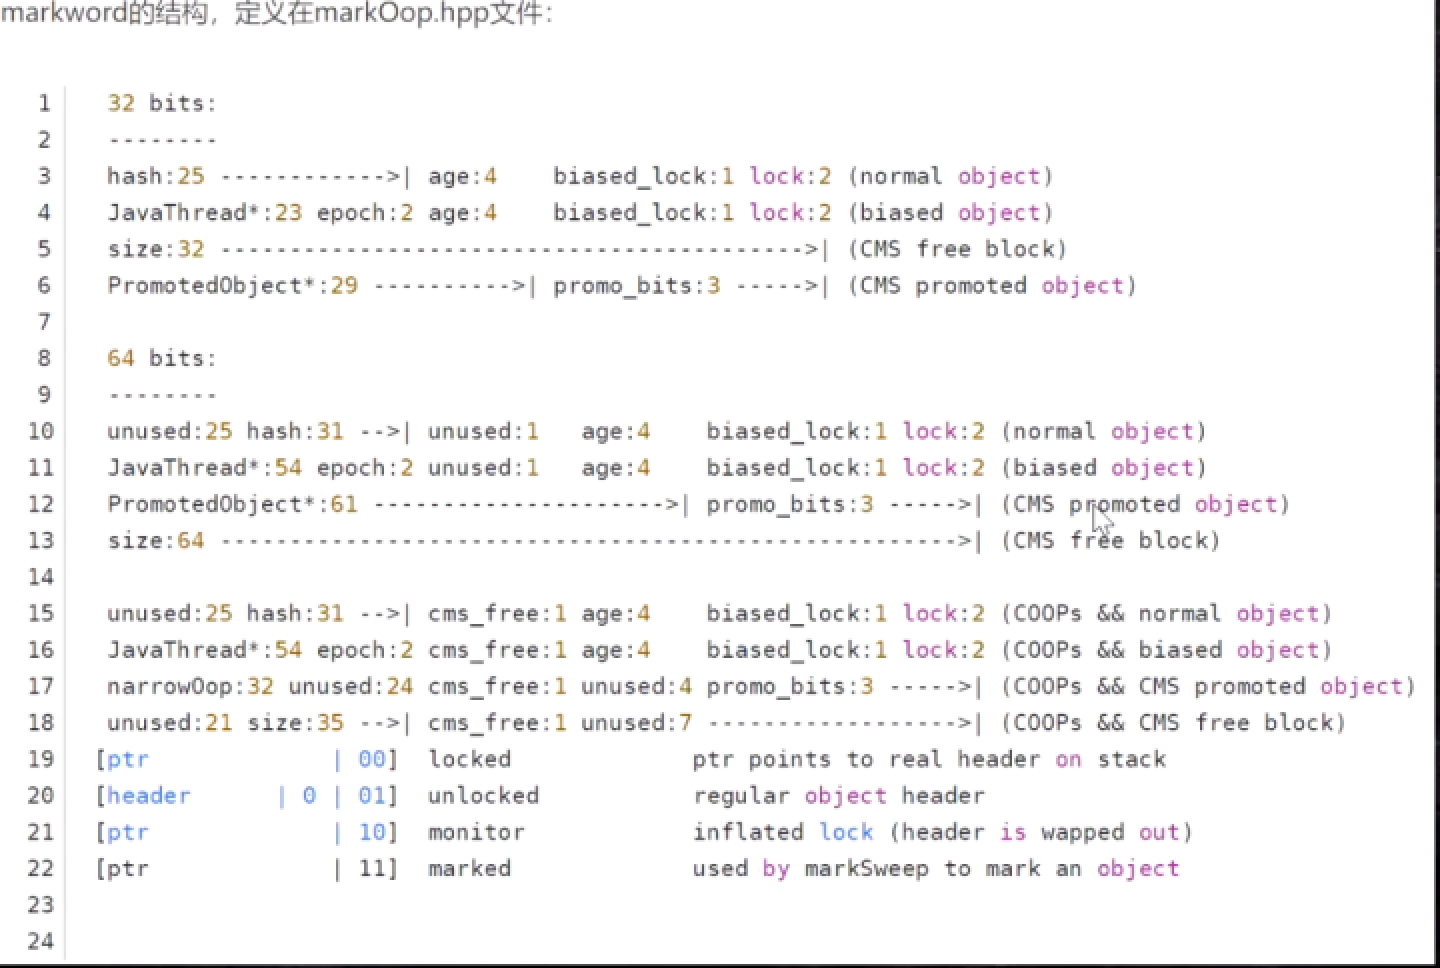 markword的结构，定义在markOop.hpp文件：
1 32 bits:
2 --------
3 hash:25 ------------>| age:4    biased_lock:1 lock:2 (normal object)
4 JavaThread*:23 epoch:2 age:4    biased_lock:1 lock:2 (biased object)
5 size:32 ------------------------------------------>| (CMS free block)
6 PromotedObject*:29 ---------->| promo_bits:3 ----->| (CMS promoted object)
7
8 64 bits:
9 --------
10 unused:25 hash:31 -->| unused:1   age:4    biased_lock:1 lock:2 (normal object)
11 JavaThread*:54 epoch:2 unused:1   age:4    biased_lock:1 lock:2 (biased object)
12 PromotedObject*:61 --------------------->| promo_bits:3 ----->| (CMS promoted object)
13 size:64 ----------------------------------------------------->| (CMS free block)
14
15 unused:25 hash:31 -->| cms_free:1 age:4    biased_lock:1 lock:2 (COOPs && normal object)
16 JavaThread*:54 epoch:2 cms_free:1 age:4    biased_lock:1 lock:2 (COOPs && biased object)
17 narrowOop:32 unused:24 cms_free:1 unused:4 promo_bits:3 ----->| (COOPs && CMS promoted object)
18 unused:21 size:35 -->| cms_free:1 unused:7 ------------------>| (COOPs && CMS free block)
19 [ptr             | 00]  locked             ptr points to real header on stack
20 [header      | 0 | 01]  unlocked           regular object header
21 [ptr             | 10]  monitor            inflated lock (header is wapped out)
22 [ptr             | 11]  marked             used by markSweep to mark an object
23
24